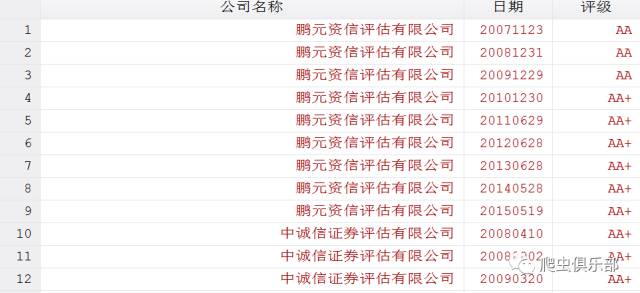 公司名称 日期 评级
1 鹏元资信评估有限公司 20071123 AA
2 鹏元资信评估有限公司 20081231 AA
3 鹏元资信评估有限公司 20091229 AA
4 鹏元资信评估有限公司 20101230 AA+
5 鹏元资信评估有限公司 20110629 AA+
6 鹏元资信评估有限公司 20120628 AA+
7 鹏元资信评估有限公司 20130628 AA+
8 鹏元资信评估有限公司 20140528 AA+
9 鹏元资信评估有限公司 20150519 AA+
10 中诚信证券评估有限公司 20080410 AA+
11 中诚信证券评估有限公司 AA+
12 中诚信证券评估有限公司 20090320 AA+
爬虫俱乐部